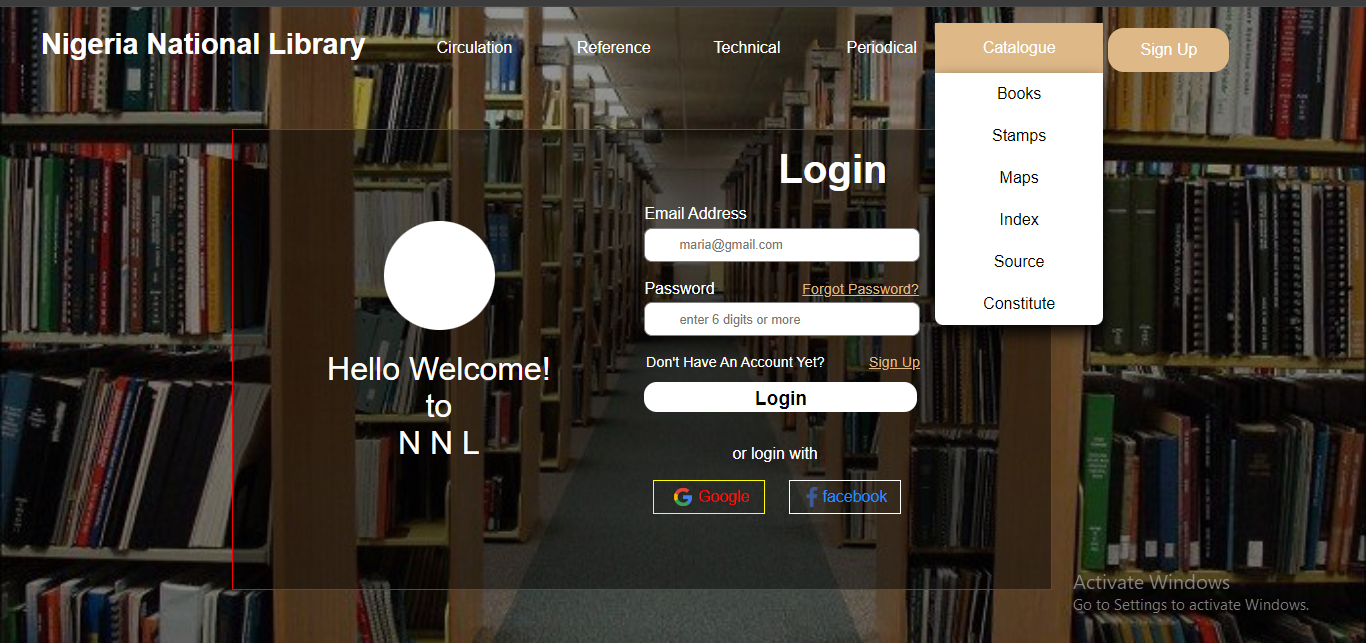 Nigeria National Library
Circulation
Reference
Technical
Periodical
Catalogue
Sign Up
Books
Stamps
Maps
Index
Source
Constitute
Login
Email Address
maria@gmail.com
Password
Forgot Password?
enter 6 digits or more
Don't Have An Account Yet?
Sign Up
Login
or login with
Google
facebook
Hello Welcome!
to
N N L
Activate Windows
Go to Settings to activate Windows.